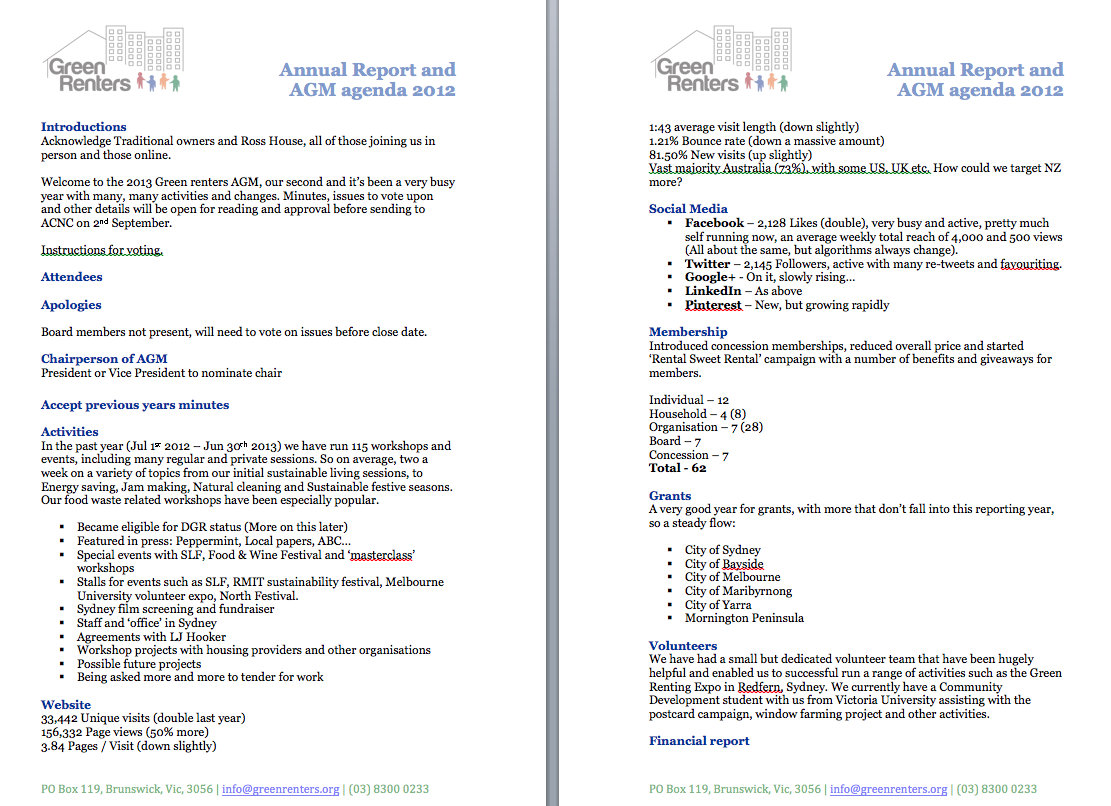 Green
Renters
Annual Report and
AGM agenda 2012
Introductions
Acknowledge Traditional owners and Ross House, all of those joining us in
person and those online.
Welcome to the 2013 Green renters AGM, our second and it's been a very busy
year with many, many activities and changes. Minutes, issues to vote upon
and other details will be open for reading and approval before sending to
ACNC on 2nd September.
Instructions for voting.
Attendees
Apologies
Board members not present, will need to vote on issues before close date.
Chairperson of AGM
President or Vice President to nominate chair
Accept previous years minutes
Activities
In the past year (Jul 1st 2012 – Jun 30th 2013) we have run 115 workshops and
events, including many regular and private sessions. So on average, two a
week on a variety of topics from our initial sustainable living sessions, to
Energy saving, Jam making, Natural cleaning and Sustainable festive seasons.
Our food waste related workshops have been especially popular.
▪ Became eligible for DGR status (More on this later)
▪ Featured in press: Peppermint, Local papers, ABC...
▪ Special events with SLF, Food & Wine Festival and 'masterclass'
workshops
▪ Stalls for events such as SLF, RMIT sustainability festival, Melbourne
University volunteer expo, North Festival.
▪ Sydney film screening and fundraiser
▪ Staff and 'office' in Sydney
▪ Agreements with LJ Hooker
▪ Workshop projects with housing providers and other organisations
▪ Possible future projects
▪ Being asked more and more to tender for work
Website
33,442 Unique visits (double last year)
156,332 Page views (50% more)
3.84 Pages / Visit (down slightly)
PO Box 119, Brunswick, Vic, 3056 | info@greenrenters.org | (03) 8300 0233
Green
Renters
Annual Report and
AGM agenda 2012
1:43 average visit length (down slightly)
1.21% Bounce rate (down a massive amount)
81.50% New visits (up slightly)
Vast majority Australia (73%), with some US, UK etc. How could we target NZ
more?
Social Media
▪ Facebook – 2,128 Likes (double), very busy and active, pretty much
self running now, an average weekly total reach of 4,000 and 500 views
(All about the same, but algorithms always change).
▪ Twitter – 2,145 Followers, active with many re-tweets and favouriting.
▪ Google+ - On it, slowly rising...
▪ LinkedIn – As above
▪ Pinterest – New, but growing rapidly
Membership
Introduced concession memberships, reduced overall price and started
'Rental Sweet Rental' campaign with a number of benefits and giveaways for
members.
Individual – 12
Household – 4 (8)
Organisation – 7 (28)
Board – 7
Concession – 7
Total - 62
Grants
A very good year for grants, with more that don't fall into this reporting year,
so a steady flow:
▪ City of Sydney
▪ City of Bayside
▪ City of Melbourne
▪ City of Maribyrnong
▪ City of Yarra
▪ Mornington Peninsula
Volunteers
We have had a small but dedicated volunteer team that have been hugely
helpful and enabled us to successful run a range of activities such as the Green
Renting Expo in Redfern, Sydney. We currently have a Community
Development student with us from Victoria University assisting with the
postcard campaign, window farming project and other activities.
Financial report
PO Box 119, Brunswick, Vic, 3056 | info@greenrenters.org | (03) 8300 0233